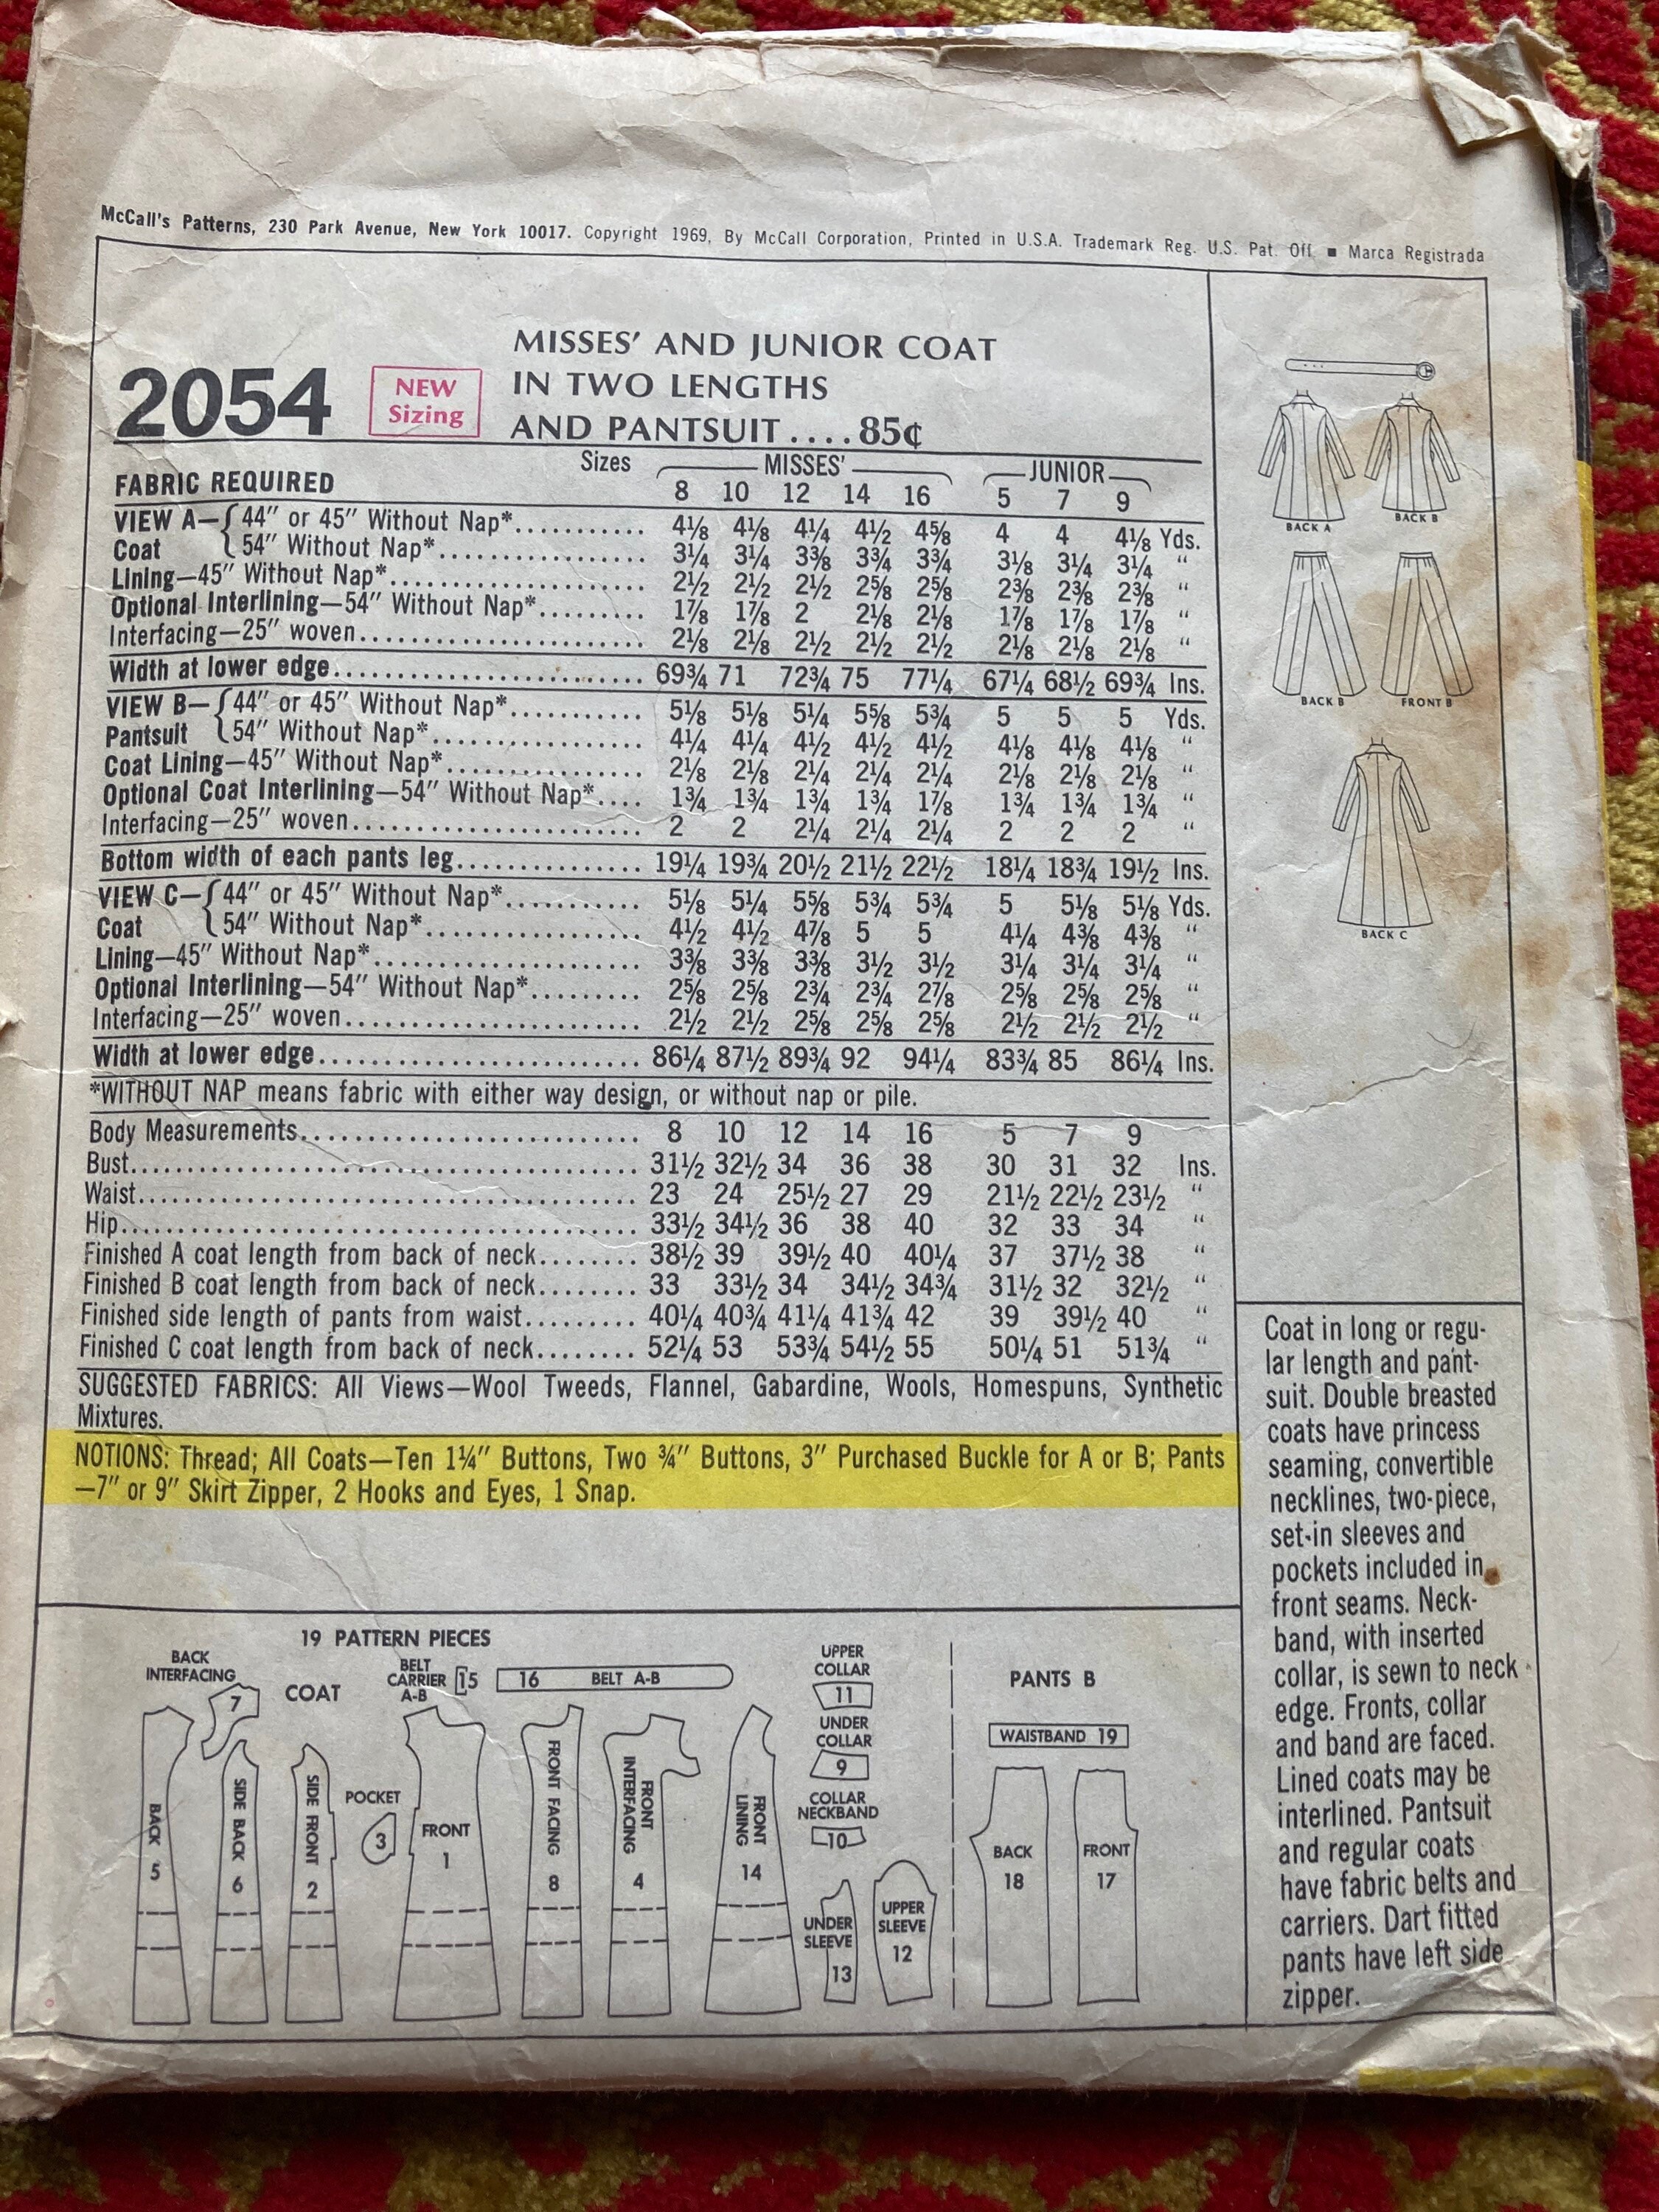 McCall's Patterns, 230 Park Avenue, New York 10017. Copyright 1969, By McCall Corporation, Printed in U.S.A. Trademark Reg. U.S. Pat. Off. ■ Marca Registrada
2054
NEW
Sizing
MISSES' AND JUNIOR COAT
IN TWO LENGTHS
AND PANTSUIT....85¢
Sizes MISSES' JUNIOR
FABRIC REQUIRED 8 10 12 14 16 5 7 9
VIEW A—{44" or 45" Without Nap*........... 4⅛ 4⅛ 4¼ 4½ 4⅝ 4 4 4⅛ Yds.
Coat {54" Without Nap*................. 3¼ 3¼ 3⅜ 3¾ 3¾ 3⅛ 3¼ 3¼ "
Lining—45" Without Nap*..................... 2½ 2½ 2½ 2⅝ 2⅝ 2⅜ 2⅜ 2⅜ "
Optional Interlining—54" Without Nap*......... 1⅞ 1⅞ 2 2⅛ 2⅛ 1⅞ 1⅞ 1⅞ "
Interfacing—25" woven........................ 2⅛ 2⅛ 2½ 2½ 2½ 2⅛ 2⅛ 2⅛ "
Width at lower edge.......................... 69¾ 71 72¾ 75 77¼ 67¼ 68½ 69¾ Ins.
VIEW B—{44" or 45" Without Nap*........... 5⅛ 5⅛ 5¼ 5⅝ 5¾ 5 5 5 Yds.
Pantsuit {54" Without Nap*................. 4¼ 4¼ 4½ 4½ 4½ 4⅛ 4⅛ 4⅛ "
Coat Lining—45" Without Nap*................ 2⅛ 2⅛ 2¼ 2¼ 2¼ 2⅛ 2⅛ 2⅛ "
Optional Coat Interlining—54" Without Nap*.... 1¾ 1¾ 1¾ 1¾ 1⅞ 1¾ 1¾ 1¾ "
Interfacing—25" woven........................ 2 2 2¼ 2¼ 2¼ 2 2 2 "
Bottom width of each pants leg............... 19¼ 19¾ 20½ 21½ 22½ 18¼ 18¾ 19½ Ins.
VIEW C—{44" or 45" Without Nap*........... 5⅛ 5¼ 5⅝ 5¾ 5¾ 5 5⅛ 5⅛ Yds.
Coat {54" Without Nap*................. 4½ 4½ 4⅞ 5 5 4¼ 4⅜ 4⅜ "
Lining—45" Without Nap*..................... 3⅜ 3⅜ 3⅜ 3½ 3½ 3¼ 3¼ 3¼ "
Optional Interlining—54" Without Nap*......... 2⅝ 2⅝ 2¾ 2¾ 2⅞ 2⅝ 2⅝ 2⅝ "
Interfacing—25" woven........................ 2½ 2½ 2⅝ 2⅝ 2⅝ 2½ 2½ 2½ "
Width at lower edge.......................... 86¼ 87½ 89¾ 92 94¼ 83¾ 85 86¼ Ins.
*WITHOUT NAP means fabric with either way design, or without nap or pile.
Body Measurements............................ 8 10 12 14 16 5 7 9
Bust......................................... 31½ 32½ 34 36 38 30 31 32 Ins.
Waist........................................ 23 24 25½ 27 29 21½ 22½ 23½ "
Hip.......................................... 33½ 34½ 36 38 40 32 33 34 "
Finished A coat length from back of neck........ 38½ 39 39½ 40 40¼ 37 37½ 38 "
Finished B coat length from back of neck........ 33 33½ 34 34½ 34¾ 31½ 32 32½ "
Finished side length of pants from waist......... 40¼ 40¾ 41¼ 41¾ 42 39 39½ 40 "
Finished C coat length from back of neck........ 52¼ 53 53¾ 54½ 55 50¼ 51 51¾ "
SUGGESTED FABRICS: All Views—Wool Tweeds, Flannel, Gabardine, Wools, Homespuns, Synthetic
Mixtures.
NOTIONS: Thread; All Coats—Ten 1¼" Buttons, Two ¾" Buttons, 3" Purchased Buckle for A or B; Pants
—7" or 9" Skirt Zipper, 2 Hooks and Eyes, 1 Snap.
BACK A
BACK B
BACK B
FRONT B
BACK C
Coat in long or regu-
lar length and pant-
suit. Double breasted
coats have princess
seaming, convertible
necklines, two-piece,
set-in sleeves and
pockets included in
front seams. Neck-
band, with inserted
collar, is sewn to neck
edge. Fronts, collar
and band are faced.
Lined coats may be
interlined. Pantsuit
and regular coats
have fabric belts and
carriers. Dart fitted
pants have left side
zipper.
19 PATTERN PIECES
BACK
INTERFACING
7
COAT
BELT
CARRIER
A-B
15
16 BELT A-B
UPPER
COLLAR
11
UNDER
COLLAR
9
COLLAR
NECKBAND
10
PANTS B
WAISTBAND 19
BACK 5
SIDE BACK 6
SIDE FRONT 2
POCKET
3
FRONT
1
FRONT FACING 8
FRONT
INTERFACING
4
FRONT
LINING
14
UNDER
SLEEVE
13
UPPER
SLEEVE
12
BACK
18
FRONT
17